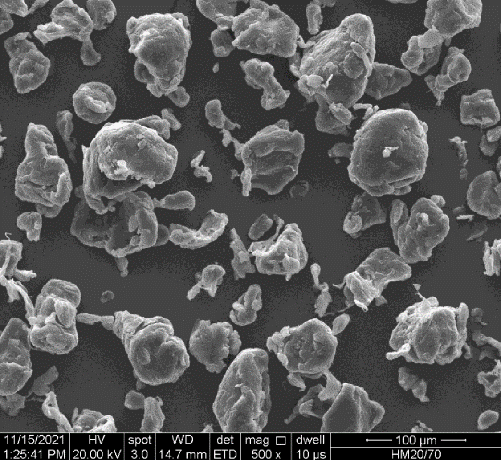 11/15/2021 HV spot WD det mag □ dwell 100 µm
1:25:41 PM 20.00 kV 3.0 14.7 mm ETD 500 x 10 µs HM20/70